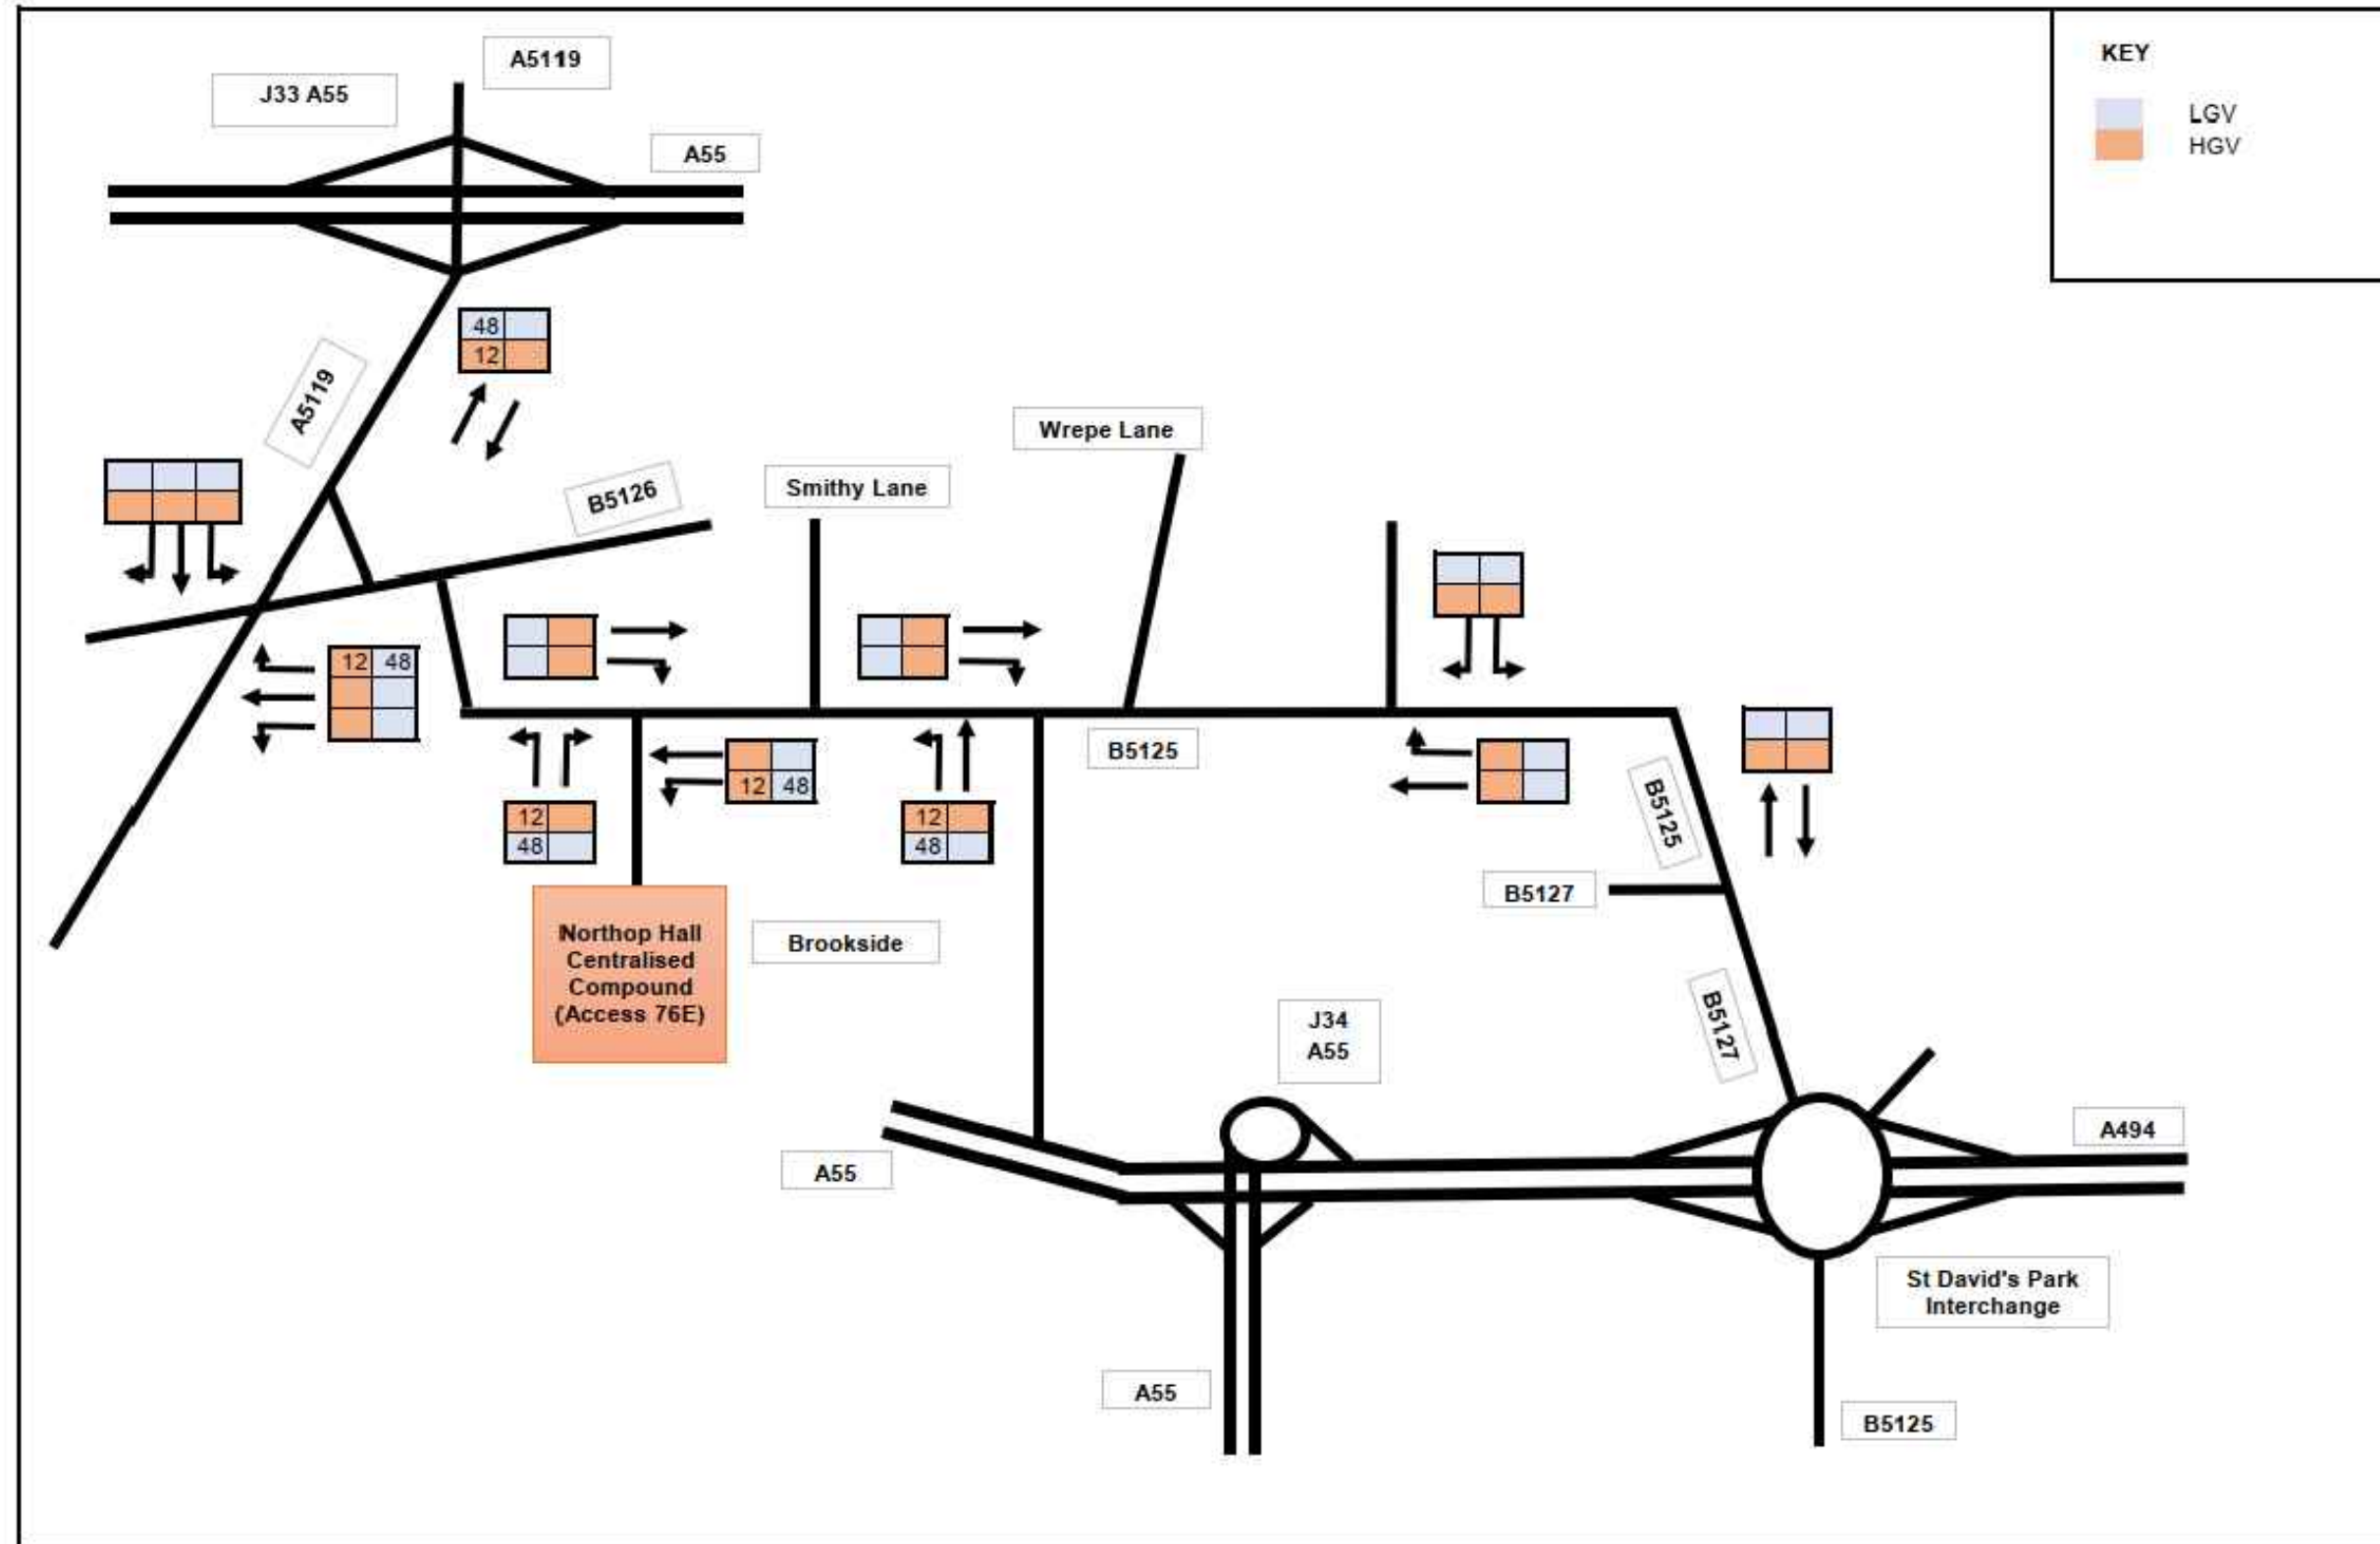 A5119
J33 A55
A55
KEY
LGV
HGV
48
12
A5119
B5126
Smithy Lane
Wrepe Lane
12 48
12 48
12
48
12
48
B5125
B5125
B5127
B5127
Northop Hall
Centralised
Compound
(Access 76E)
Brookside
J34
A55
A55
A494
St David's Park
Interchange
A55
B5125